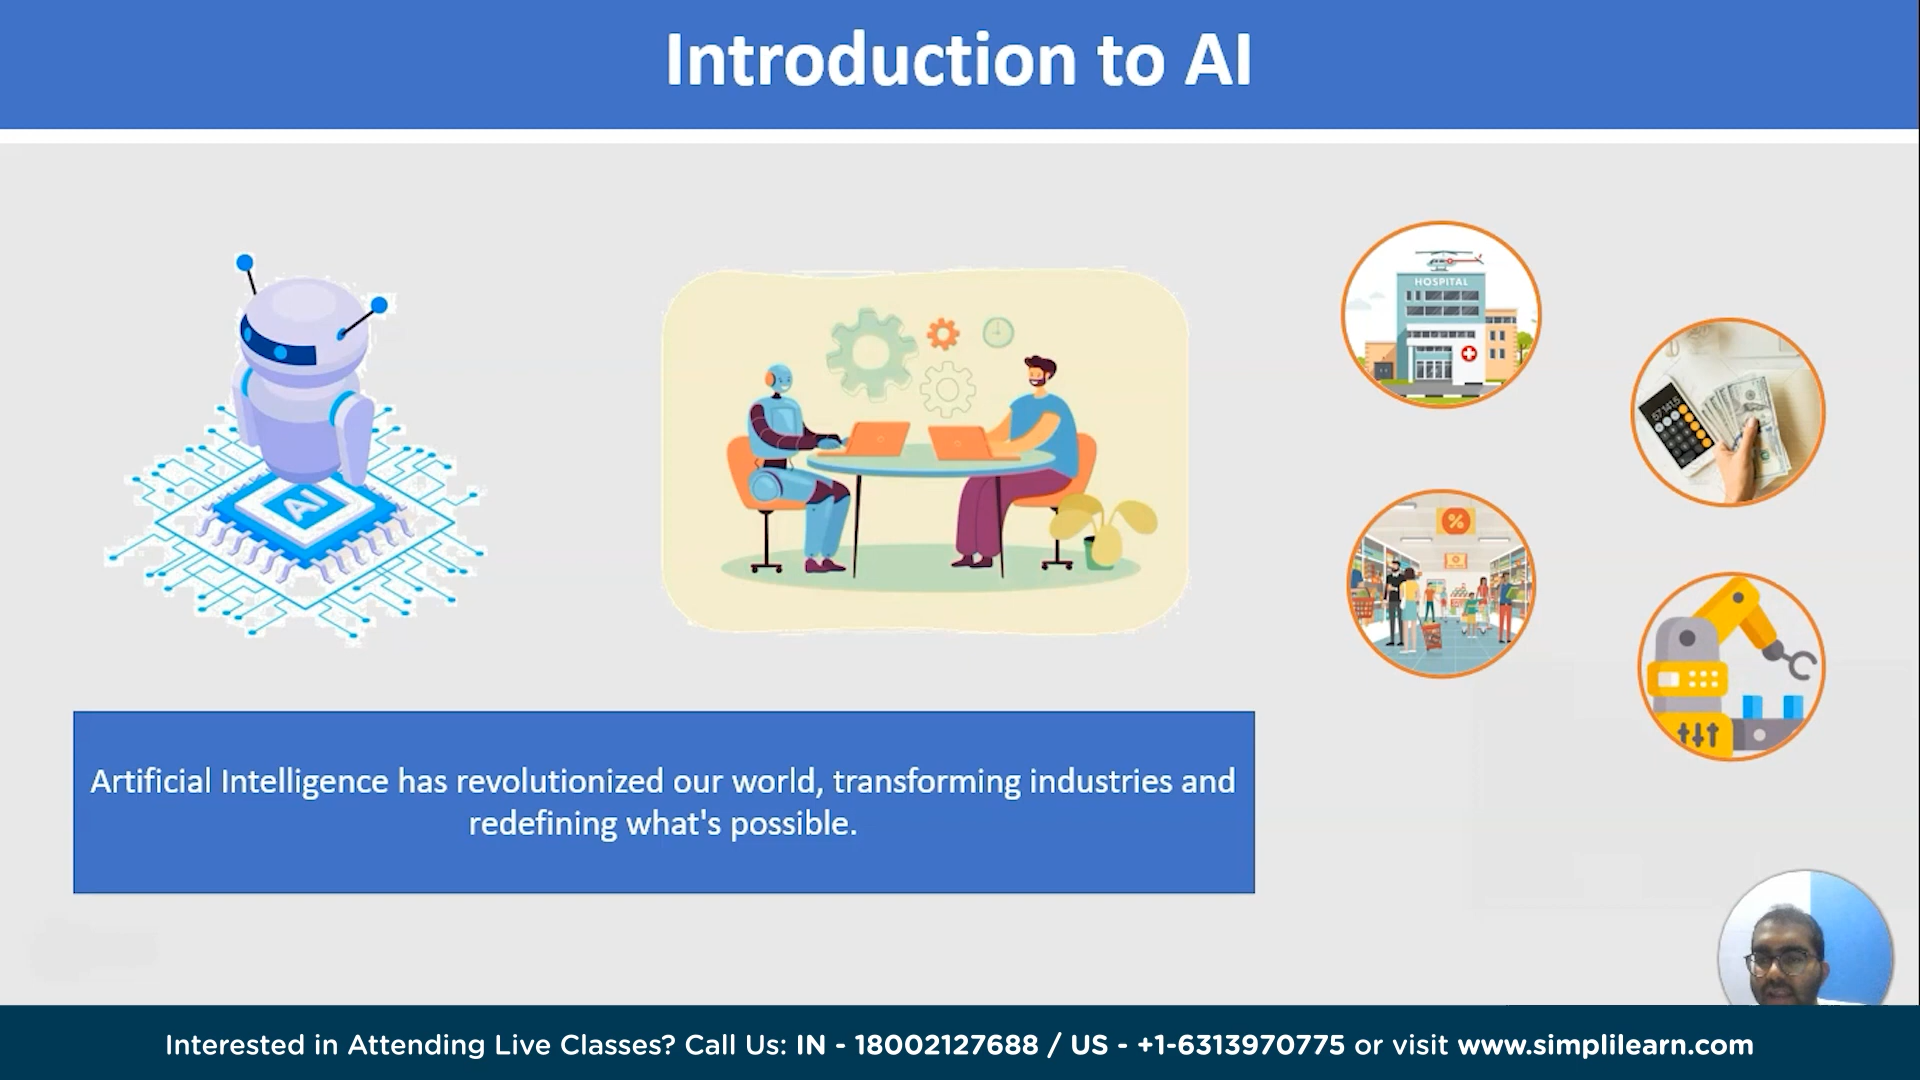 Introduction to AI
HOSPITAL
%
AI
Artificial Intelligence has revolutionized our world, transforming industries and
redefining what's possible.
Interested in Attending Live Classes? Call Us: IN - 18002127688 / US - +1-6313970775 or visit www.simplilearn.com